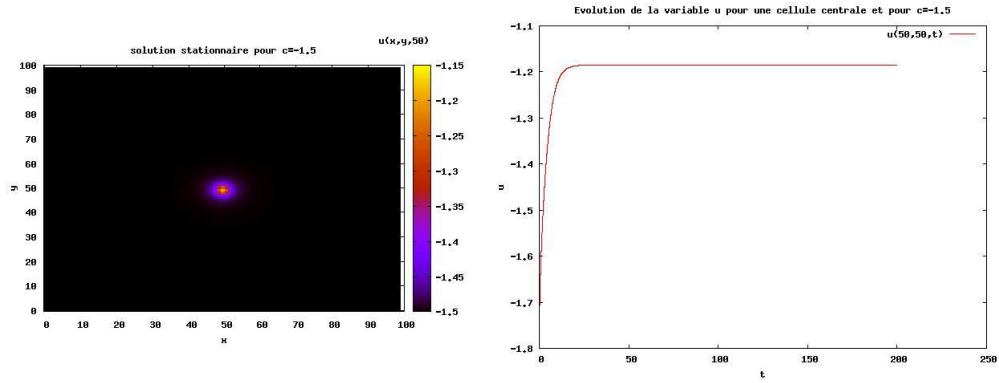 solution stationnaire pour c=-1.5
u(x,y,50)
100
90
80
70
60
50
40
30
20
10
0
y
0 10 20 30 40 50 60 70 80 90 100
x
-1.15
-1.2
-1.25
-1.3
-1.35
-1.4
-1.45
-1.5
Evolution de la variable u pour une cellule centrale et pour c=-1.5
u(50,50,t)
-1.1
-1.2
-1.3
-1.4
-1.5
-1.6
-1.7
-1.8
u
0 50 100 150 200 250
t